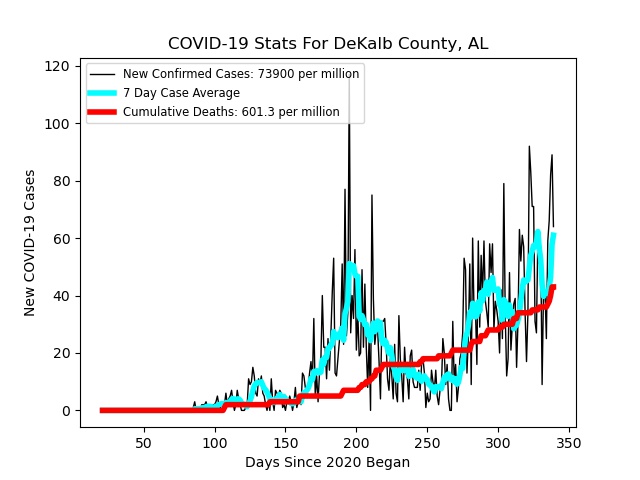 COVID-19 Stats For DeKalb County, AL
New Confirmed Cases: 73900 per million
7 Day Case Average
Cumulative Deaths: 601.3 per million
New COVID-19 Cases
120
100
80
60
40
20
0
50 100 150 200 250 300 350
Days Since 2020 Began